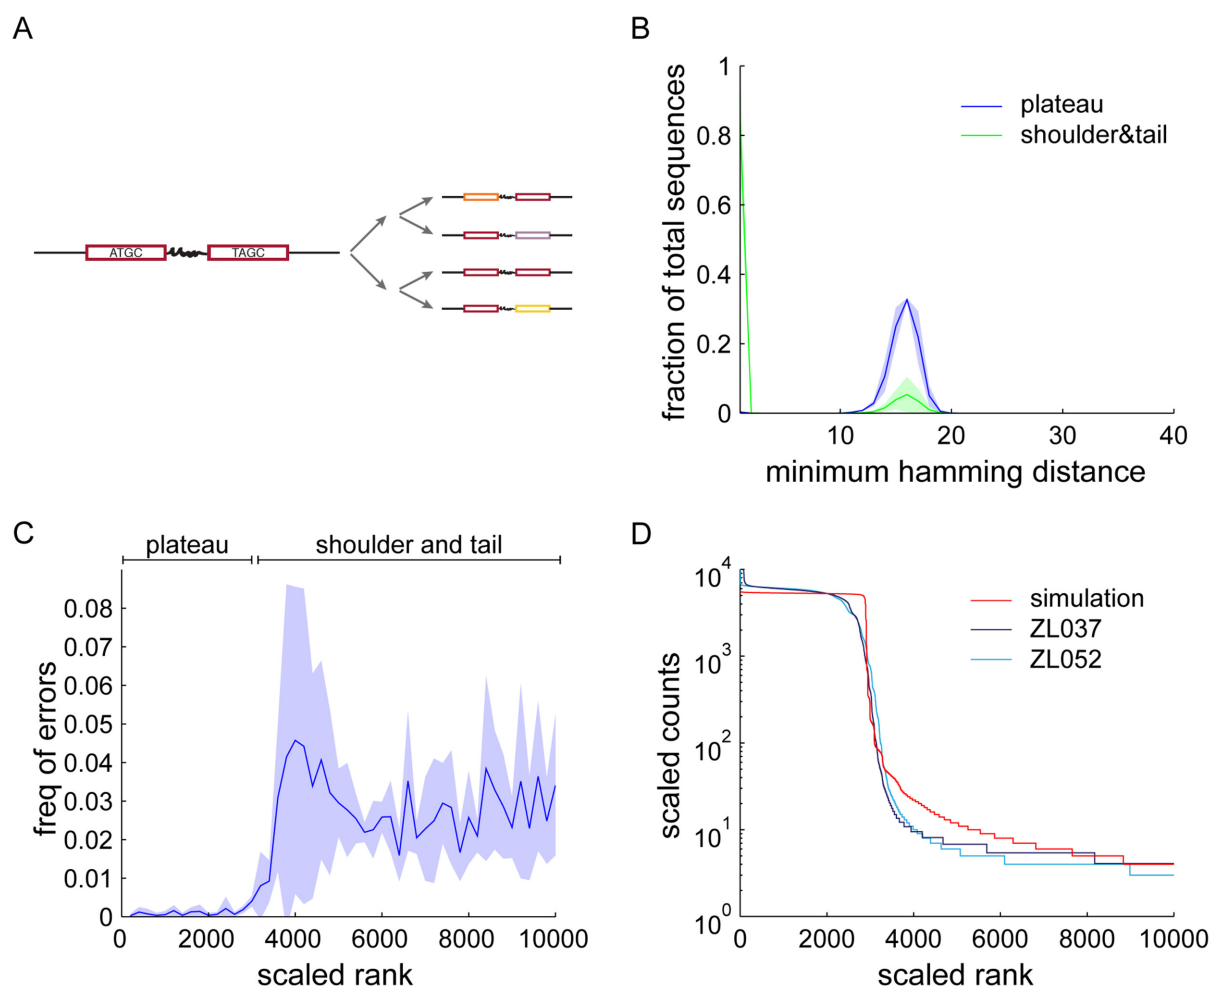 A
ATGC
TAGC
B
fraction of total sequences
1
0.8
0.6
0.4
0.2
0
10
20
30
40
minimum hamming distance
plateau
shoulder&tail
C
plateau
shoulder and tail
freq of errors
0.08
0.07
0.06
0.05
0.04
0.03
0.02
0.01
0
0
2000
4000
6000
8000
10000
scaled rank
D
scaled counts
10^4
10^3
10^2
10^1
10^0
0
2000
4000
6000
8000
10000
scaled rank
simulation
ZL037
ZL052